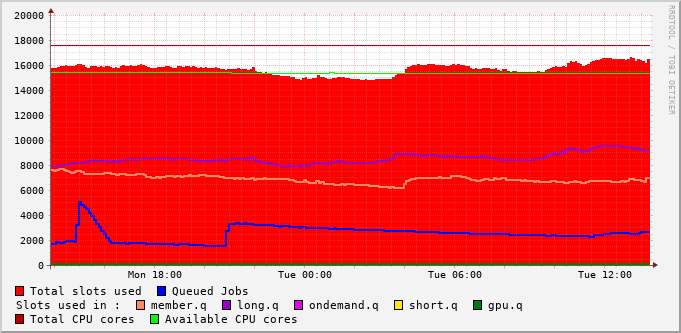 20000
18000
16000
14000
12000
10000
8000
6000
4000
2000
0
Mon 18:00 Tue 00:00 Tue 06:00 Tue 12:00
Total slots used Queued Jobs
Slots used in : member.q long.q ondemand.q short.q gpu.q
Total CPU cores Available CPU cores
RRDTOOL / TOBI OETIKER